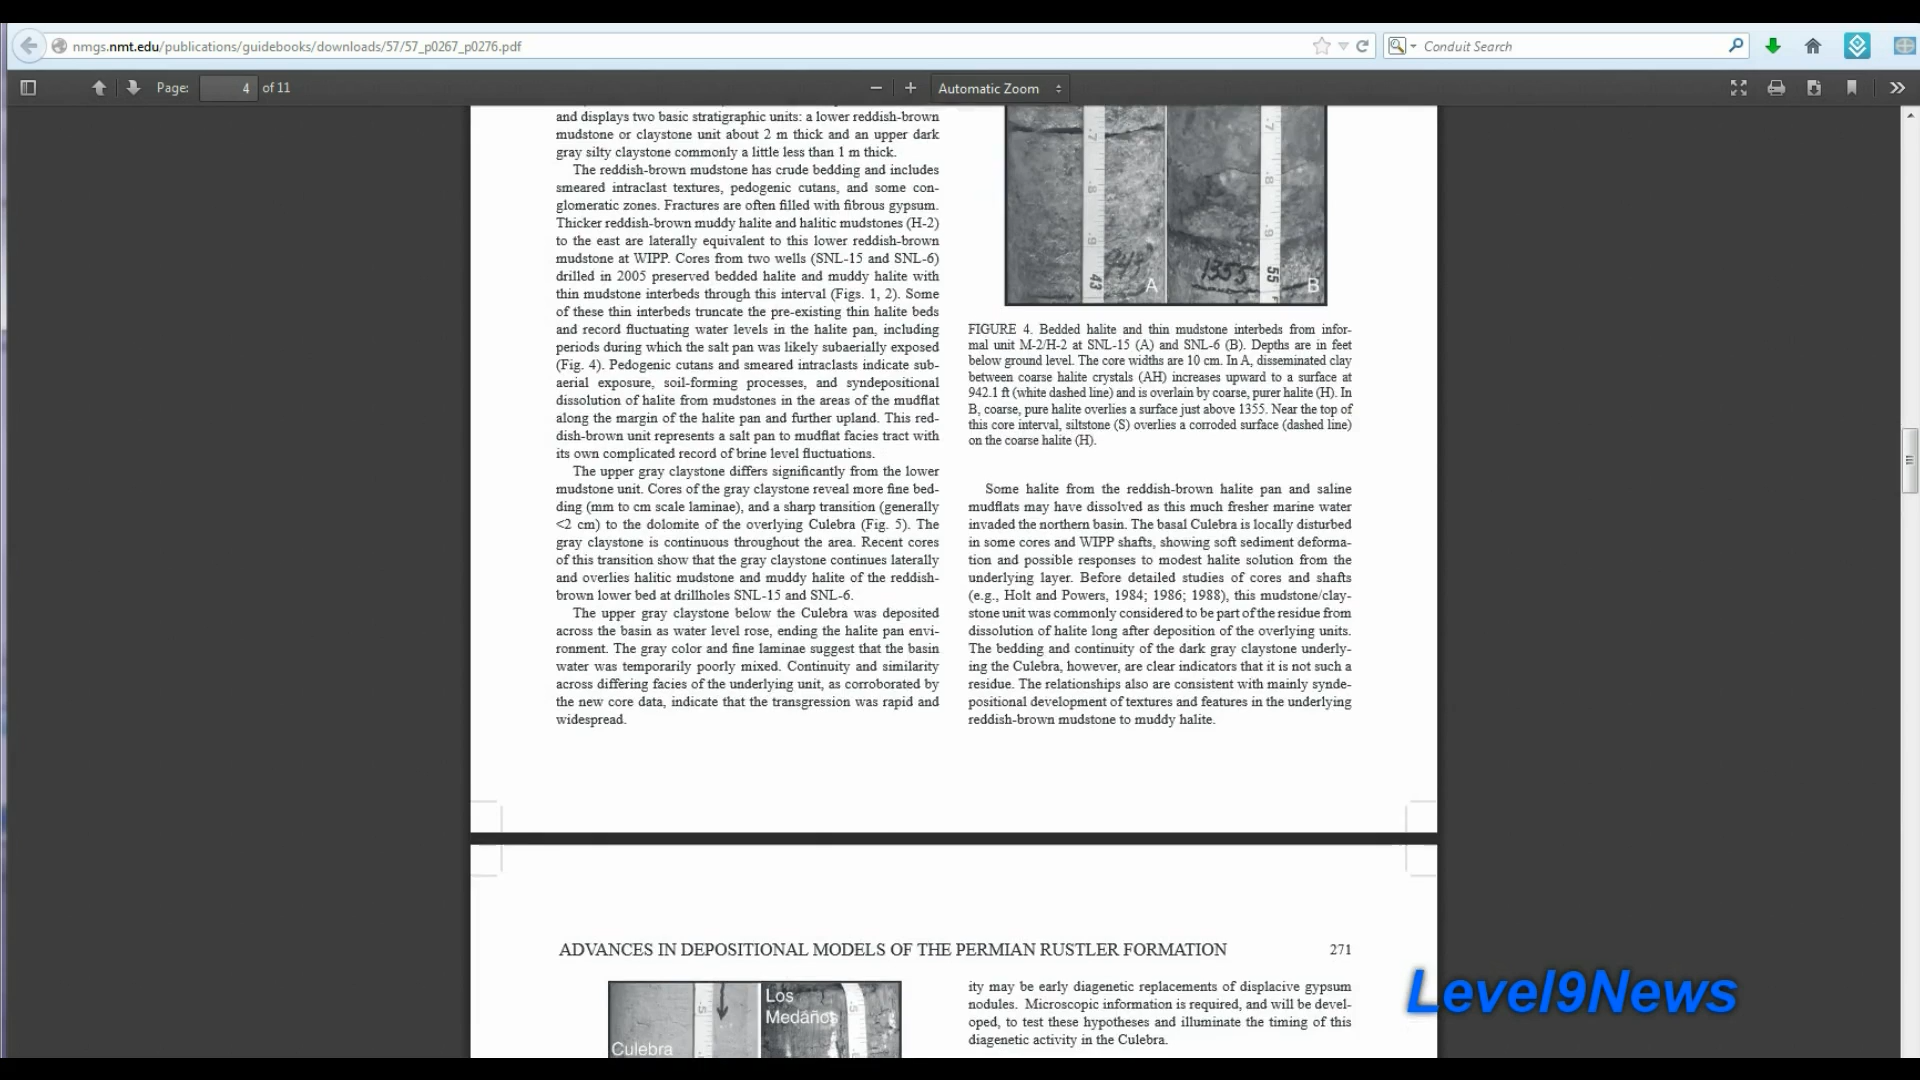 nmgs.nmt.edu/publications/guidebooks/downloads/57/57_p0267_p0276.pdf
Conduit Search
Page: 4 of 11
Automatic Zoom
and displays two basic stratigraphic units: a lower reddish-brown
mudstone or claystone unit about 2 m thick and an upper dark
gray silty claystone commonly a little less than 1 m thick.
The reddish-brown mudstone has crude bedding and includes
smeared intraclast textures, pedogenic cutans, and some con-
glomeratic zones. Fractures are often filled with fibrous gypsum.
Thicker reddish-brown muddy halite and halitic mudstones (H-2)
to the east are laterally equivalent to this lower reddish-brown
mudstone at WIPP. Cores from two wells (SNL-15 and SNL-6)
drilled in 2005 preserved bedded halite and muddy halite with
thin mudstone interbeds through this interval (Figs. 1, 2). Some
of these thin interbeds truncate the pre-existing thin halite beds
and record fluctuating water levels in the halite pan, including
periods during which the salt pan was likely subaerially exposed
(Fig. 4). Pedogenic cutans and smeared intraclasts indicate sub-
aerial exposure, soil-forming processes, and syndepositional
dissolution of halite from mudstones in the areas of the mudflat
along the margin of the halite pan and further upland. This red-
dish-brown unit represents a salt pan to mudflat facies tract with
its own complicated record of brine level fluctuations.
The upper gray claystone differs significantly from the lower
mudstone unit. Cores of the gray claystone reveal more fine bed-
ding (mm to cm scale laminae), and a sharp transition (generally
<2 cm) to the dolomite of the overlying Culebra (Fig. 5). The
gray claystone is continuous throughout the area. Recent cores
of this transition show that the gray claystone continues laterally
and overlies halitic mudstone and muddy halite of the reddish-
brown lower bed at drillholes SNL-15 and SNL-6.
The upper gray claystone below the Culebra was deposited
across the basin as water level rose, ending the halite pan envi-
ronment. The gray color and fine laminae suggest that the basin
water was temporarily poorly mixed. Continuity and similarity
across differing facies of the underlying unit, as corroborated by
the new core data, indicate that the transgression was rapid and
widespread.
.7
.8
.9
43
A
.7
.8
.9
1355
55
B
FIGURE 4. Bedded halite and thin mudstone interbeds from infor-
mal unit M-2/H-2 at SNL-15 (A) and SNL-6 (B). Depths are in feet
below ground level. The core widths are 10 cm. In A, disseminated clay
between coarse halite crystals (AH) increases upward to a surface at
942.1 ft (white dashed line) and is overlain by coarse, purer halite (H). In
B, coarse, pure halite overlies a surface just above 1355. Near the top of
this core interval, siltstone (S) overlies a corroded surface (dashed line)
on the coarse halite (H).
Some halite from the reddish-brown halite pan and saline
mudflats may have dissolved as this much fresher marine water
invaded the northern basin. The basal Culebra is locally disturbed
in some cores and WIPP shafts, showing soft sediment deforma-
tion and possible responses to modest halite solution from the
underlying layer. Before detailed studies of cores and shafts
(e.g., Holt and Powers, 1984; 1986; 1988), this mudstone/clay-
stone unit was commonly considered to be part of the residue from
dissolution of halite long after deposition of the overlying units.
The bedding and continuity of the dark gray claystone underly-
ing the Culebra, however, are clear indicators that it is not such a
residue. The relationships also are consistent with mainly synde-
positional development of textures and features in the underlying
reddish-brown mudstone to muddy halite.
ADVANCES IN DEPOSITIONAL MODELS OF THE PERMIAN RUSTLER FORMATION 271
Los
Medaños
Culebra
ity may be early diagenetic replacements of displacive gypsum
nodules. Microscopic information is required, and will be devel-
oped, to test these hypotheses and illuminate the timing of this
diagenetic activity in the Culebra.
Level9News